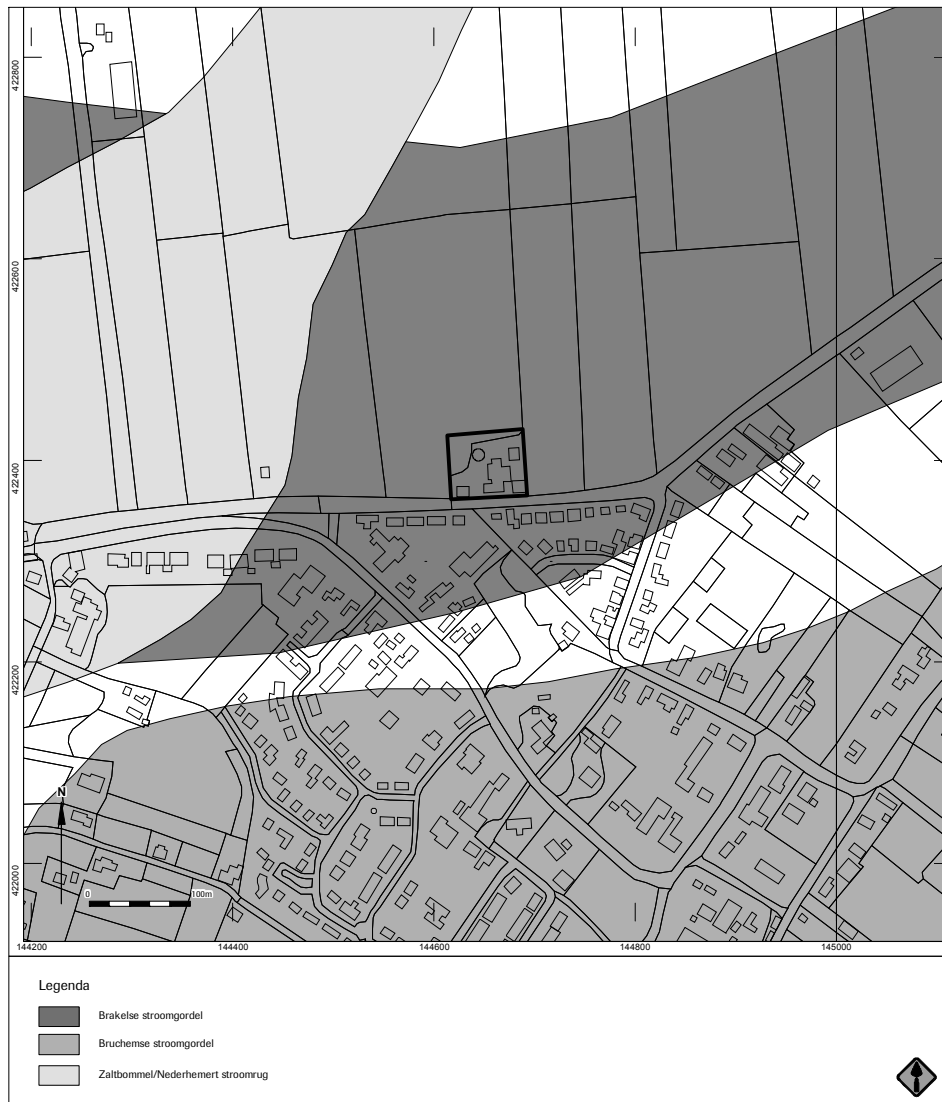 422800
422600
422400
422200
422000
N
0 100m
144200 144400 144600 144800 145000
Legenda
Brakelse stroomgordel
Bruchemse stroomgordel
Zaltbommel/Nederhemert stroomrug